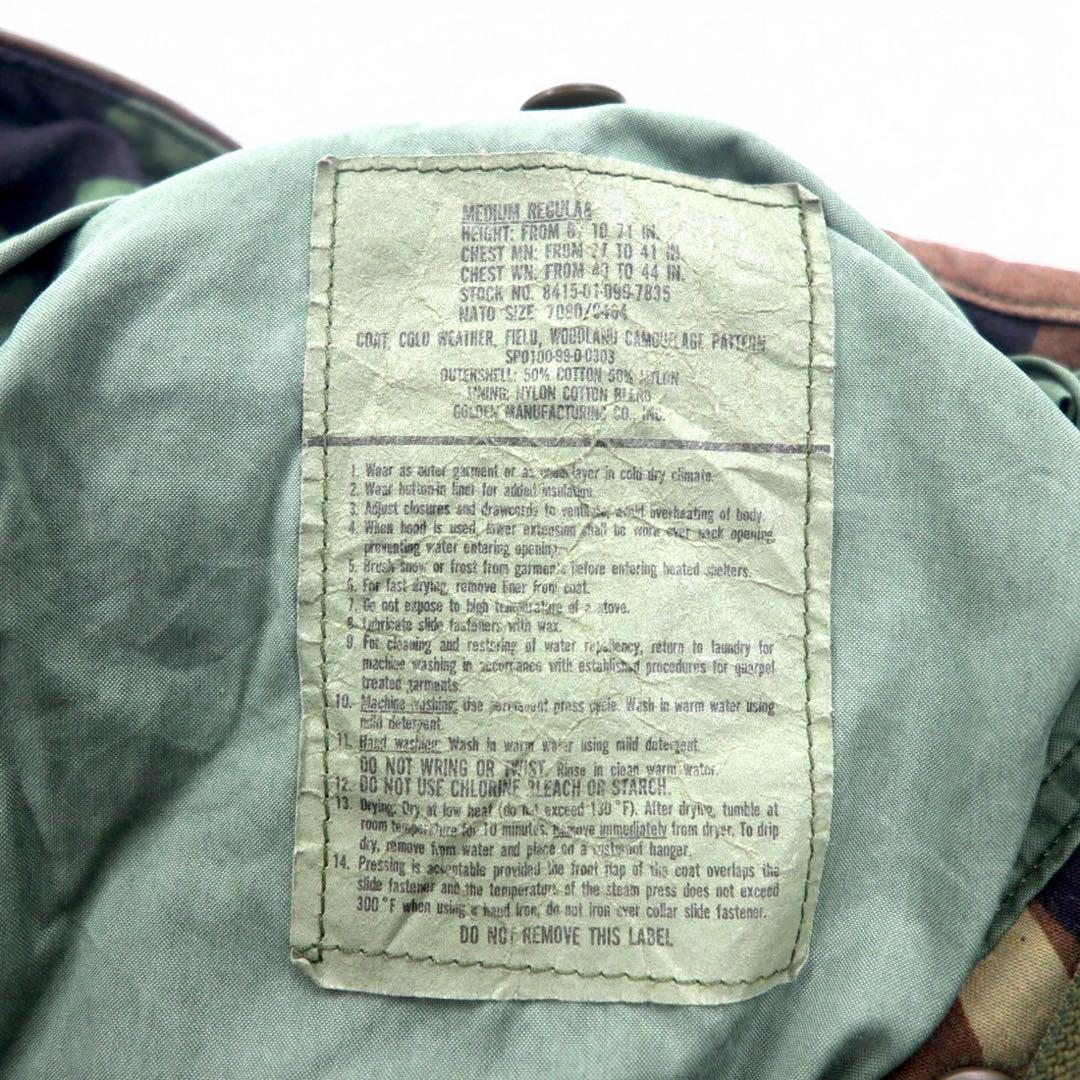 MEDIUM REGULAR
HEIGHT: FROM 67 TO 71 IN.
CHEST MN: FROM 37 TO 41 IN.
CHEST WN: FROM 40 TO 44 IN.
STOCK NO. 8415-01-099-7835
NATO SIZE 7080/9404
COAT, COLD WEATHER, FIELD, WOODLAND CAMOUFLAGE PATTERN
SPO100-99-D-0303
OUTERSHELL: 50% COTTON 50% NYLON
LINING: NYLON COTTON BLEND
GOLDEN MANUFACTURING CO., INC.
1. Wear as outer garment or as under layer in cold dry climate.
2. Wear button-in liner for added insulation.
3. Adjust closures and drawcords to ventilate, avoid overheating of body.
4. When hood is used, lower extension shall be worn over neck opening,
preventing water entering opening.
5. Brush snow or frost from garments before entering heated shelters.
6. For fast drying, remove liner from coat.
7. Do not expose to high temperature of a stove.
8. Lubricate slide fasteners with wax.
9. For cleaning and restoring of water repellency, return to laundry for
machine washing in accordance with established procedures for quarpel
treated garments.
10. Machine washing: Use permanent press cycle. Wash in warm water using
mild detergent.
11. Hand washing: Wash in warm water using mild detergent.
DO NOT WRING OR TWIST. Rinse in clean warm water.
12. DO NOT USE CHLORINE BLEACH OR STARCH.
13. Drying: Dry at low heat (do not exceed 130°F). After drying, tumble at
room temperature for 10 minutes, remove immediately from dryer. To drip
dry, remove from water and place on a rustproof hanger.
14. Pressing is acceptable provided the front flap of the coat overlaps the
slide fastener and the temperature of the steam press does not exceed
300°F when using a hand iron, do not iron over collar slide fastener.
DO NOT REMOVE THIS LABEL